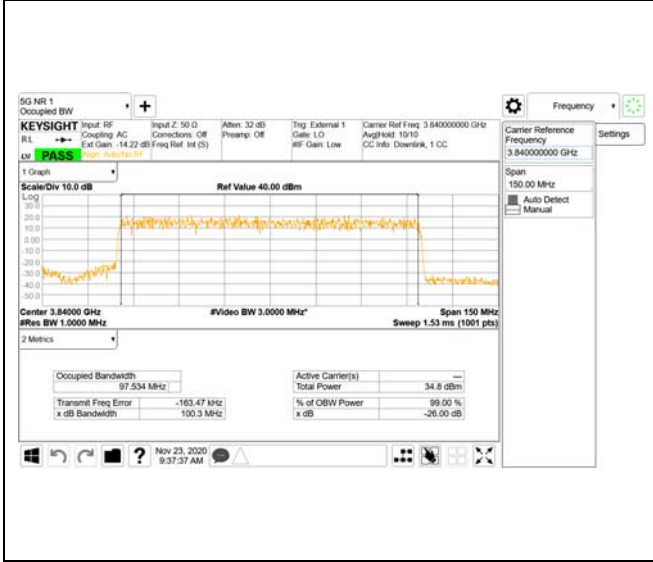 5G NR 1
Occupied BW
Frequency
KEYSIGHT
R L
PASS
Input: RF
Coupling: AC
Ext Gain: -14.22 dB
Align: Auto/No RF
Input Z: 50 Ω
Corrections: Off
Freq Ref: Int (S)
Atten: 32 dB
Preamp: Off
Trig: External 1
Gate: LO
#IF Gain: Low
Carrier Ref Freq: 3.840000000 GHz
Avg|Hold: 10/10
CC Info: Downlink, 1 CC
Carrier Reference
Frequency
3.840000000 GHz
Settings
Span
150.00 MHz
Auto Detect
Manual
1 Graph
Scale/Div 10.0 dB
Ref Value 40.00 dBm
Log
30.0
20.0
10.0
0.00
-10.0
-20.0
-30.0
-40.0
-50.0
Center 3.84000 GHz
#Video BW 3.0000 MHz*
Span 150 MHz
#Res BW 1.0000 MHz
Sweep 1.53 ms (1001 pts)
2 Metrics
Occupied Bandwidth
97.534 MHz
Active Carrier(s)
---
Total Power
34.8 dBm
Transmit Freq Error
-163.47 kHz
% of OBW Power
99.00 %
x dB Bandwidth
100.3 MHz
x dB
-26.00 dB
?
Nov 23, 2020
9:37:37 AM